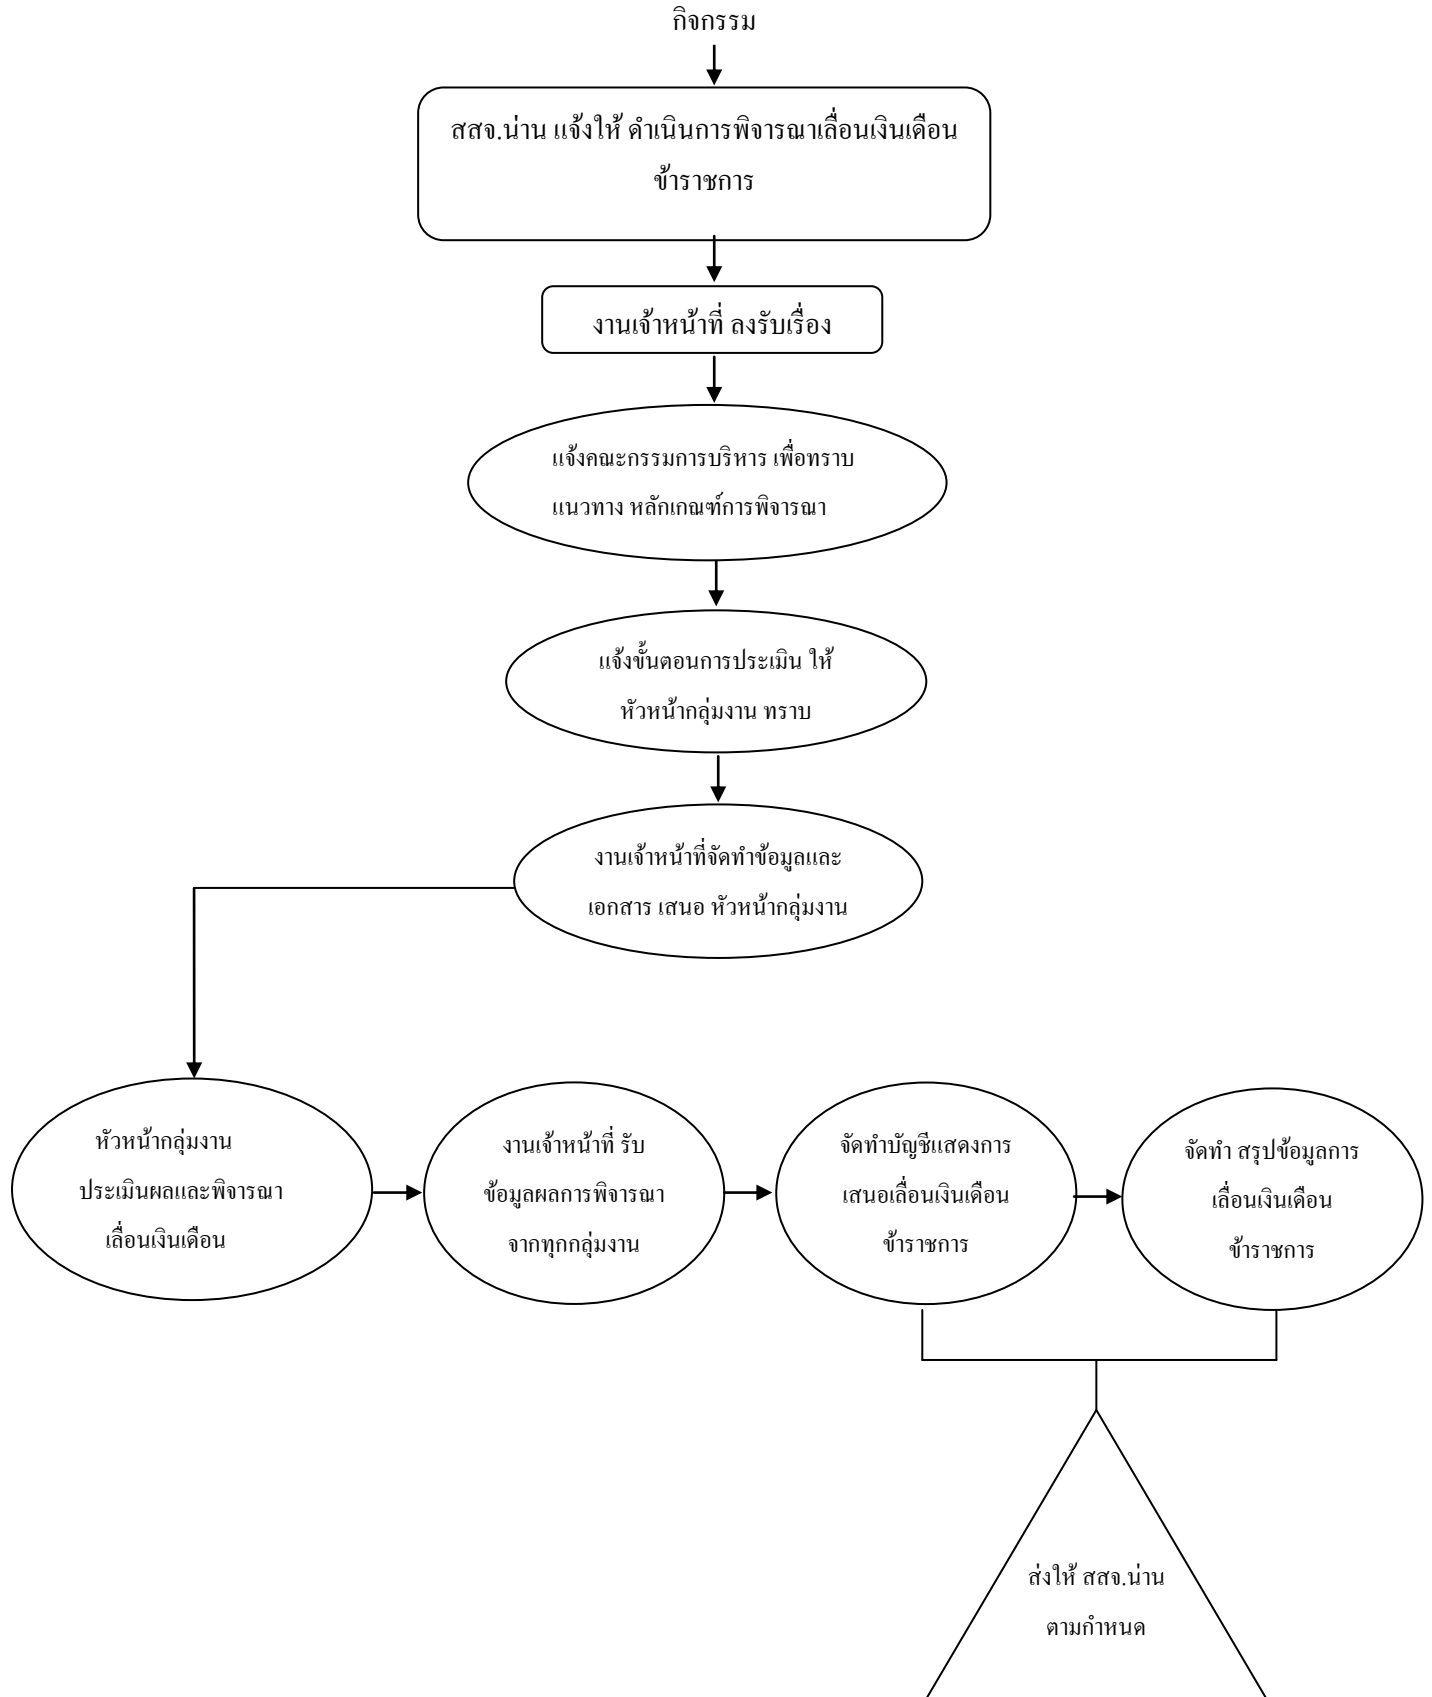 กิจกรรม
สสจ.น่าน แจ้งให้ ดำเนินการพิจารณาเลื่อนเงินเดือน
ข้าราชการ
งานเจ้าหน้าที่ ลงรับเรื่อง
แจ้งคณะกรรมการบริหาร เพื่อทราบ
แนวทาง หลักเกณฑ์การพิจารณา
แจ้งขั้นตอนการประเมิน ให้
หัวหน้ากลุ่มงาน ทราบ
งานเจ้าหน้าที่จัดทำข้อมูลและ
เอกสาร เสนอ หัวหน้ากลุ่มงาน
หัวหน้ากลุ่มงาน
ประเมินผลและพิจารณา
เลื่อนเงินเดือน
งานเจ้าหน้าที่ รับ
ข้อมูลผลการพิจารณา
จากทุกกลุ่มงาน
จัดทำบัญชีแสดงการ
เสนอเลื่อนเงินเดือน
ข้าราชการ
จัดทำ สรุปข้อมูลการ
เลื่อนเงินเดือน
ข้าราชการ
ส่งให้ สสจ.น่าน
ตามกำหนด